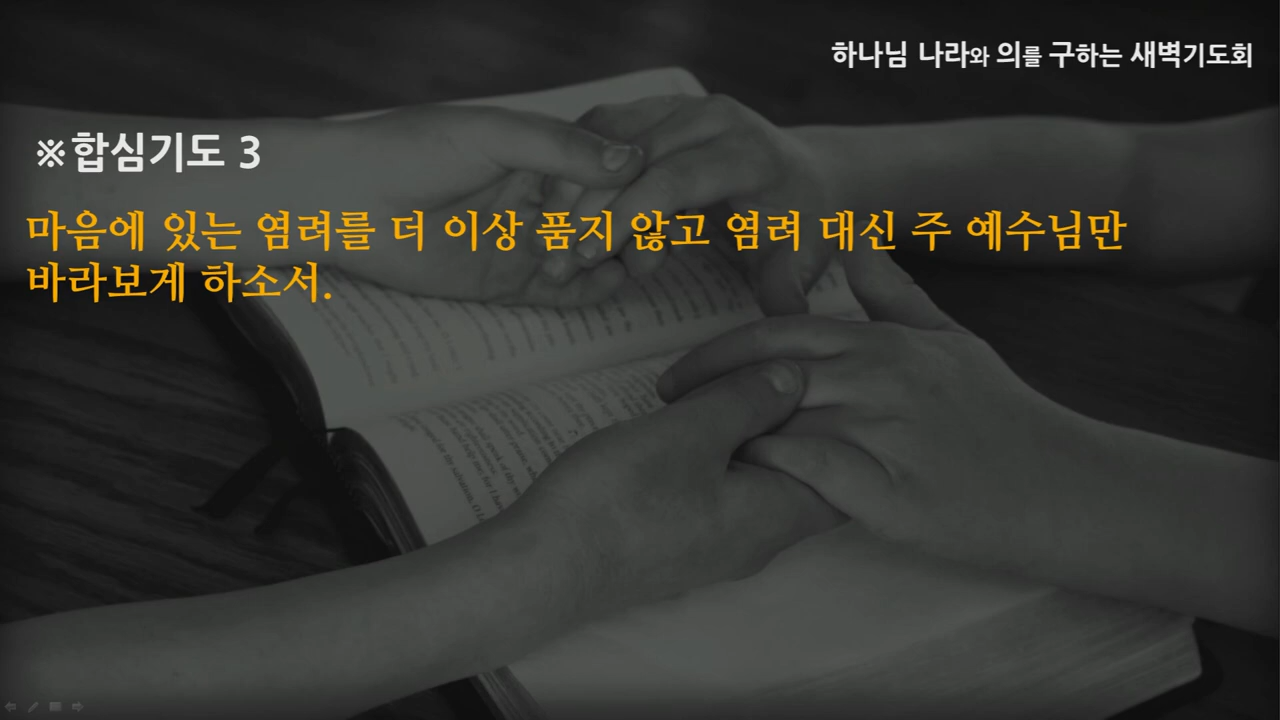 하나님 나라와 의를 구하는 새벽기도회
※합심기도 3
마음에 있는 염려를 더 이상 품지 않고 염려 대신 주 예수님만
바라보게 하소서.